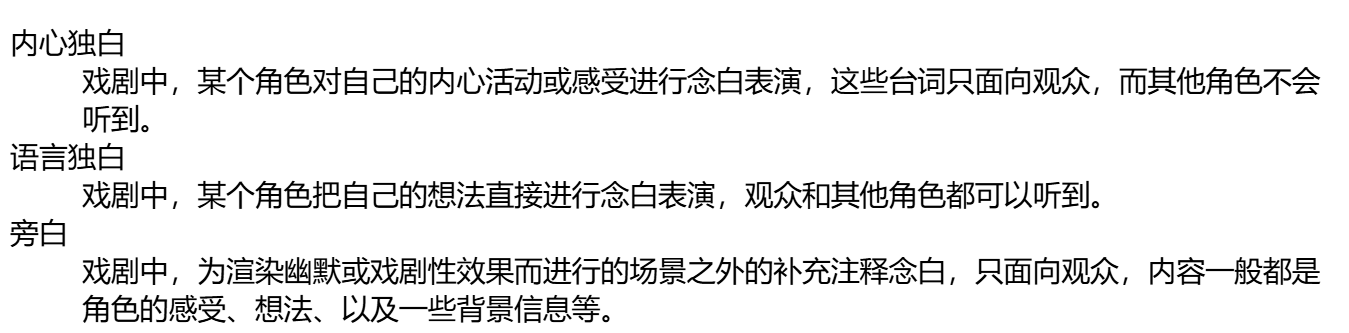 内心独白
戏剧中，某个角色对自己的内心活动或感受进行念白表演，这些台词只面向观众，而其他角色不会
听到。
语言独白
戏剧中，某个角色把自己的想法直接进行念白表演，观众和其他角色都可以听到。
旁白
戏剧中，为渲染幽默或戏剧性效果而进行的场景之外的补充注释念白，只面向观众，内容一般都是
角色的感受、想法、以及一些背景信息等。